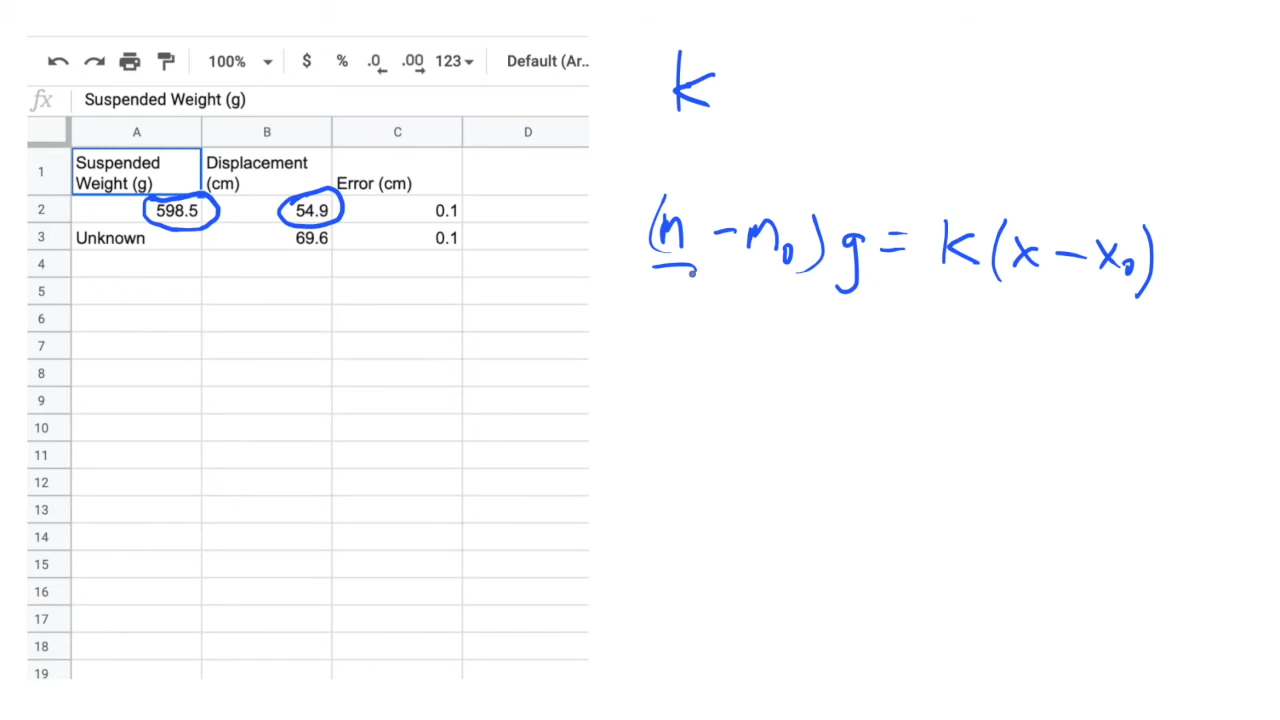 100% $ % .0 .00 123 Default (Ar...
fx Suspended Weight (g)
A B C D
1 Suspended Weight (g) Displacement (cm) Error (cm)
2 598.5 54.9 0.1
3 Unknown 69.6 0.1
4
5
6
7
8
9
10
11
12
13
14
15
16
17
18
19
k
(m - m₀) g = k (x - x₀)